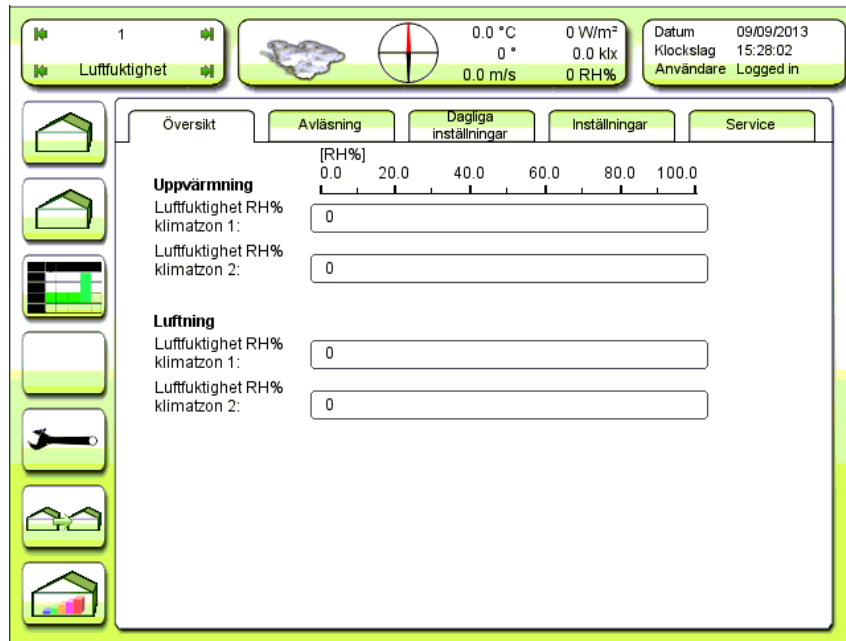 1
Luftfuktighet
0.0 °C 0 W/m²
0 ° 0.0 klx
0.0 m/s 0 RH%
Datum 09/09/2013
Klockslag 15:28:02
Användare Logged in
Översikt
Avläsning
Dagliga
inställningar
Inställningar
Service
[RH%]
0.0 20.0 40.0 60.0 80.0 100.0
Uppvärmning
Luftfuktighet RH%
klimatzon 1:
0
Luftfuktighet RH%
klimatzon 2:
0
Luftning
Luftfuktighet RH%
klimatzon 1:
0
Luftfuktighet RH%
klimatzon 2:
0